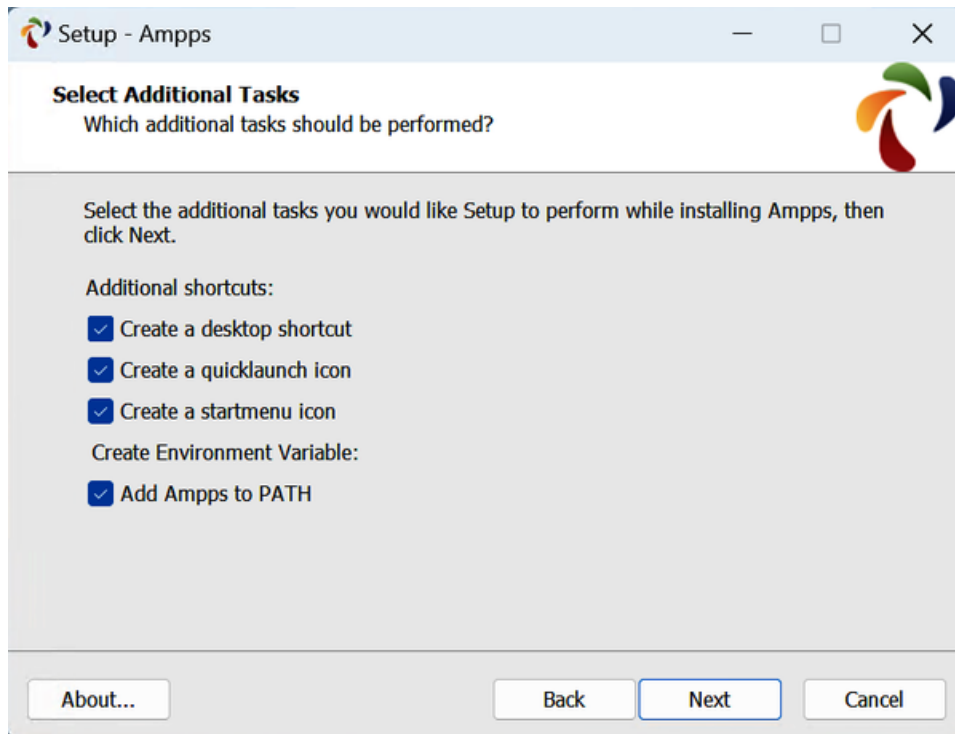 Setup - Ampps
Select Additional Tasks
Which additional tasks should be performed?
Select the additional tasks you would like Setup to perform while installing Ampps, then
click Next.
Additional shortcuts:
Create a desktop shortcut
Create a quicklaunch icon
Create a startmenu icon
Create Environment Variable:
Add Ampps to PATH
About...
Back
Next
Cancel